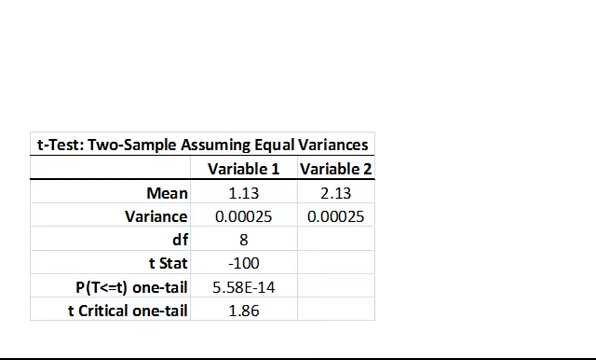 t-Test: Two-Sample Assuming Equal Variances
Variable 1 Variable 2
Mean 1.13 2.13
Variance 0.00025 0.00025
df 8
t Stat -100
P(T<=t) one-tail 5.58E-14
t Critical one-tail 1.86